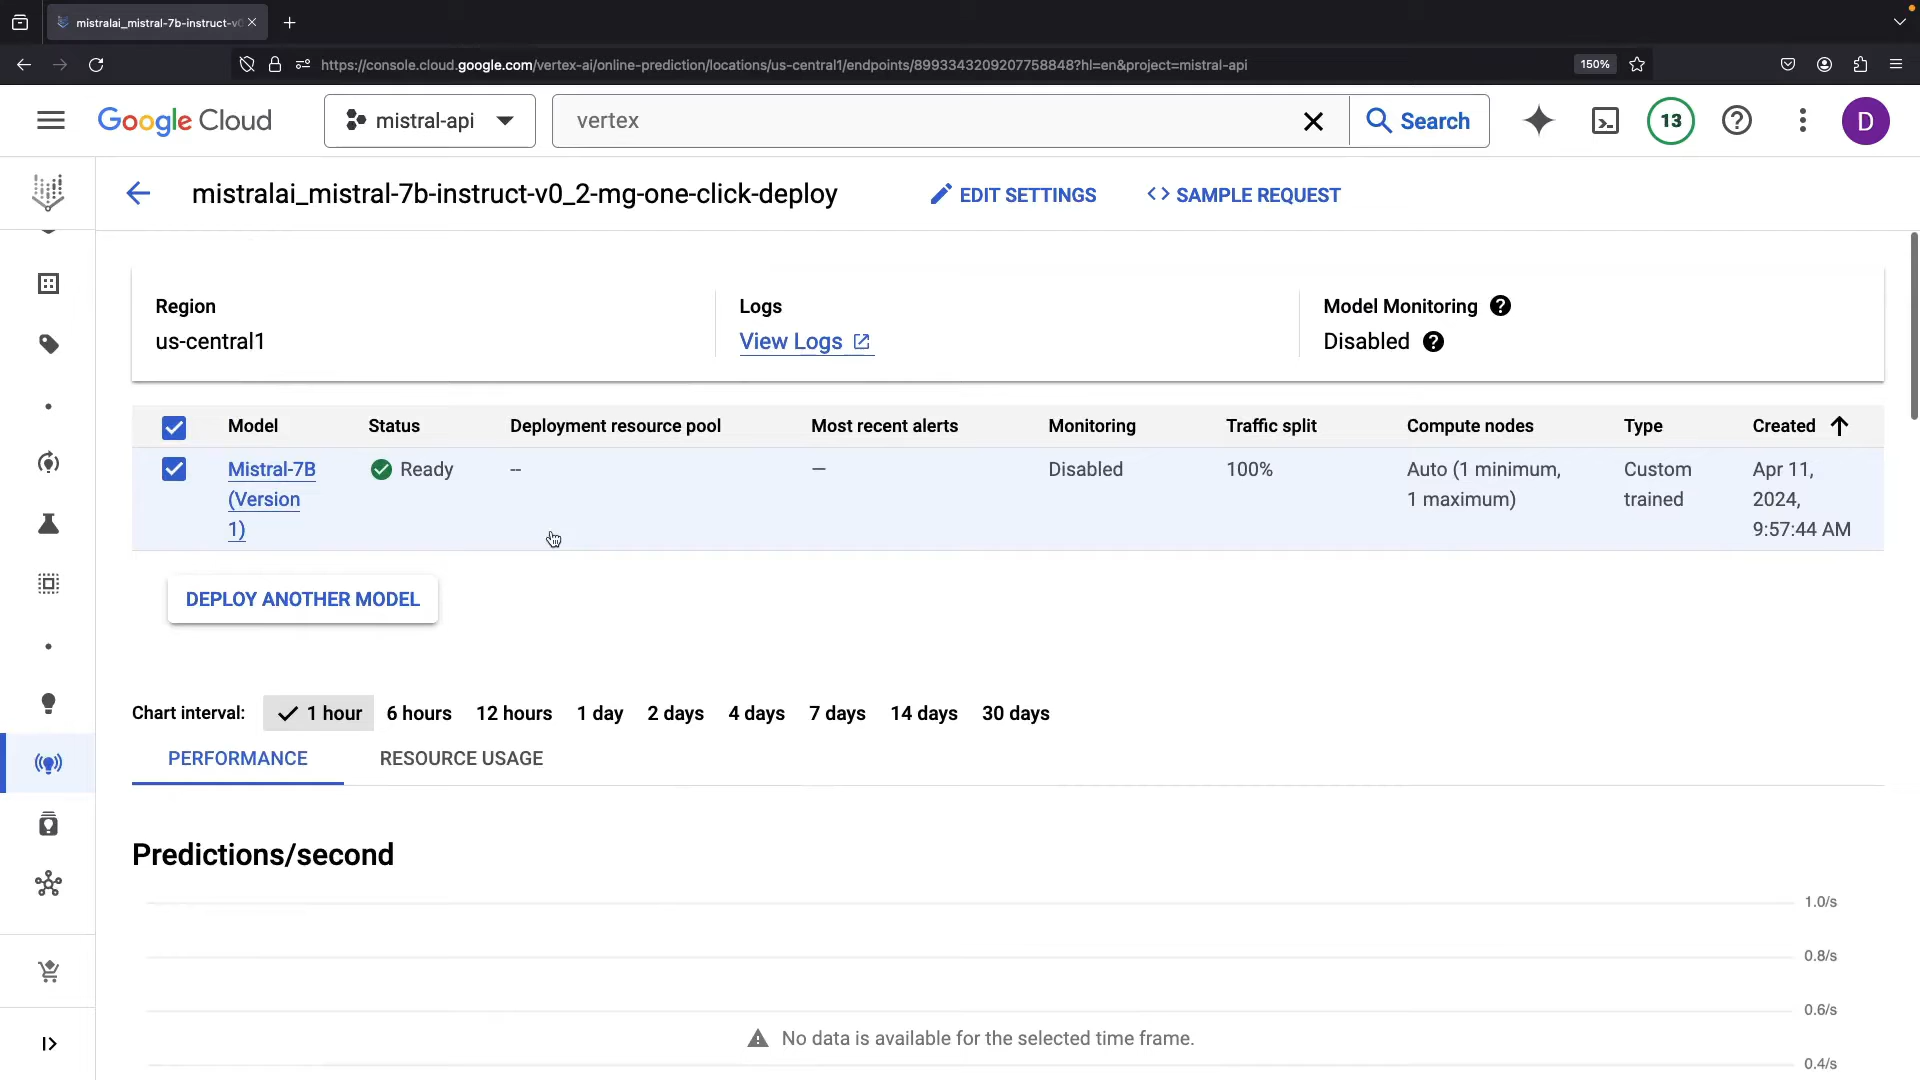 mistralai_mistral-7b-instruct-v0
https://console.cloud.google.com/vertex-ai/online-prediction/locations/us-central1/endpoints/8993343209207758848?hl=en&project=mistral-api
150%
Google Cloud
mistral-api
vertex
Search
13
D
mistralai_mistral-7b-instruct-v0_2-mg-one-click-deploy
EDIT SETTINGS
SAMPLE REQUEST
Region
us-central1
Logs
View Logs
Model Monitoring
Disabled
Model Status Deployment resource pool Most recent alerts Monitoring Traffic split Compute nodes Type Created
Mistral-7B Ready -- — Disabled 100% Auto (1 minimum, Custom Apr 11,
(Version 1 maximum) trained 2024,
1) 9:57:44 AM
DEPLOY ANOTHER MODEL
Chart interval: 1 hour 6 hours 12 hours 1 day 2 days 4 days 7 days 14 days 30 days
PERFORMANCE RESOURCE USAGE
Predictions/second
1.0/s
0.8/s
0.6/s
No data is available for the selected time frame.
0.4/s